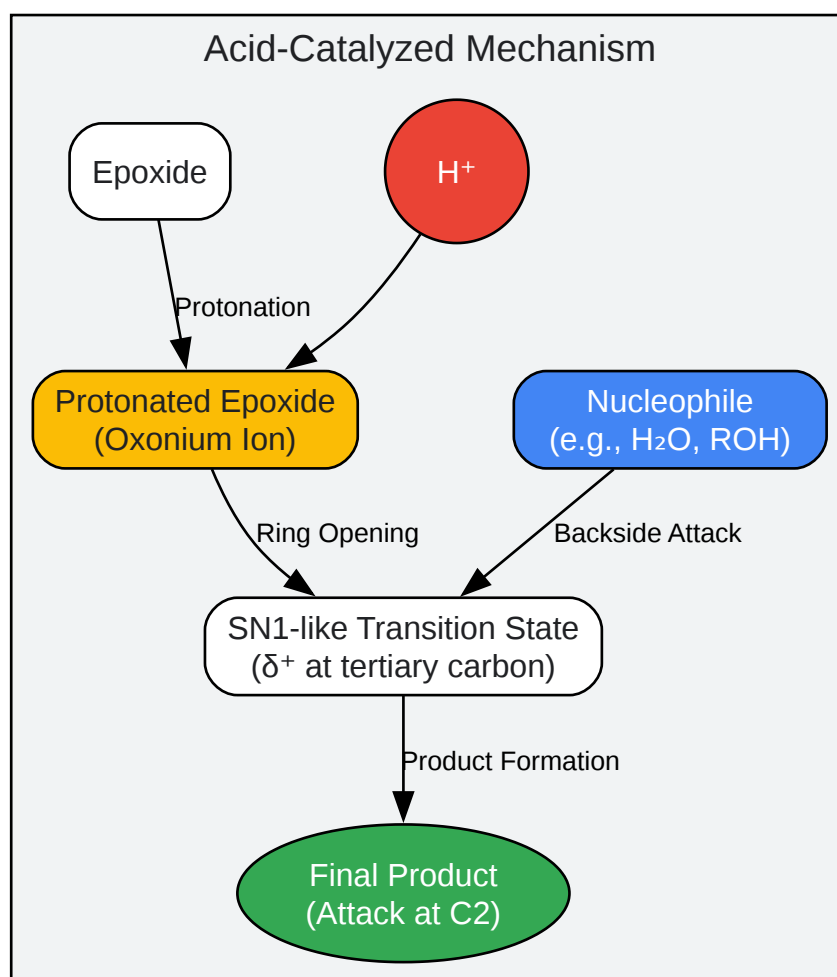 Acid-Catalyzed Mechanism
Epoxide
H⁺
Protonation
Protonated Epoxide
(Oxonium Ion)
Nucleophile
(e.g., H₂O, ROH)
Ring Opening
Backside Attack
SN1-like Transition State
(δ⁺ at tertiary carbon)
Product Formation
Final Product
(Attack at C2)